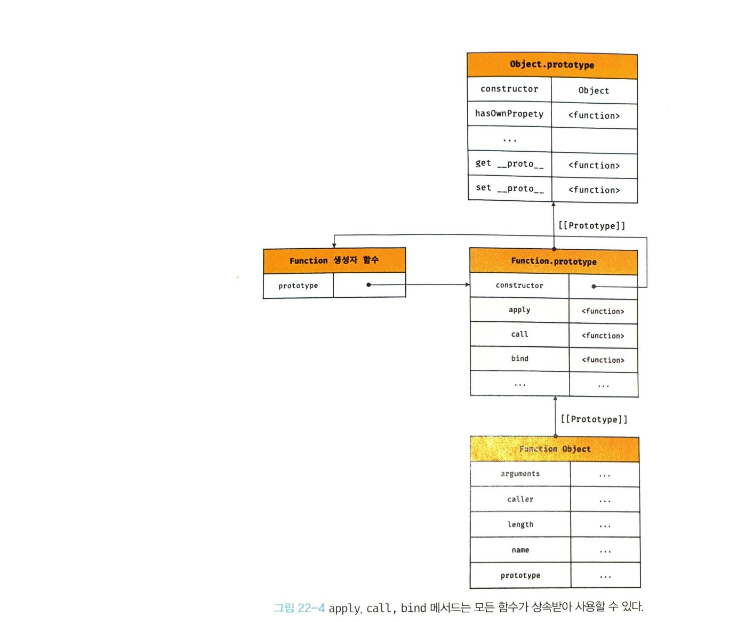 Object.prototype
constructor Object
hasOwnPropety <function>
...
get __proto__ <function>
set __proto__ <function>
[[Prototype]]
Function 생성자 함수
prototype
Function.prototype
constructor
apply <function>
call <function>
bind <function>
... ...
[[Prototype]]
Function Object
arguments ...
caller ...
length ...
name ...
prototype ...
그림 22-4 apply, call, bind 메서드는 모든 함수가 상속받아 사용할 수 있다.